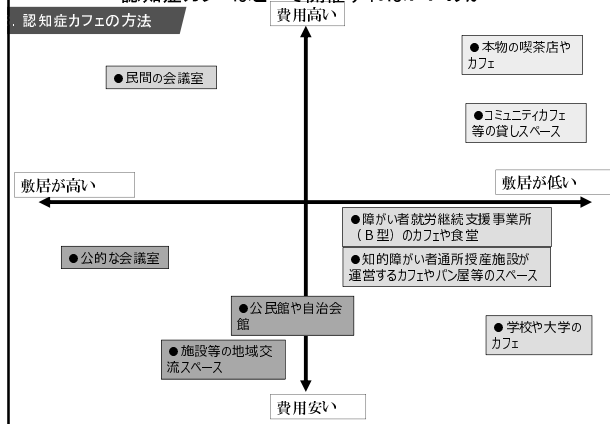 . 認知症カフェの方法
費用高い
●本物の喫茶店や
カフェ
●民間の会議室
●コミュニティカフェ
等の貸しスペース
敷居が高い
敷居が低い
●障がい者就労継続支援事業所
（Ｂ型）のカフェや食堂
●公的な会議室
●知的障がい者通所授産施設が
運営するカフェやパン屋等のスペース
●公民館や自治会
館
●学校や大学の
カフェ
●施設等の地域交
流スペース
費用安い